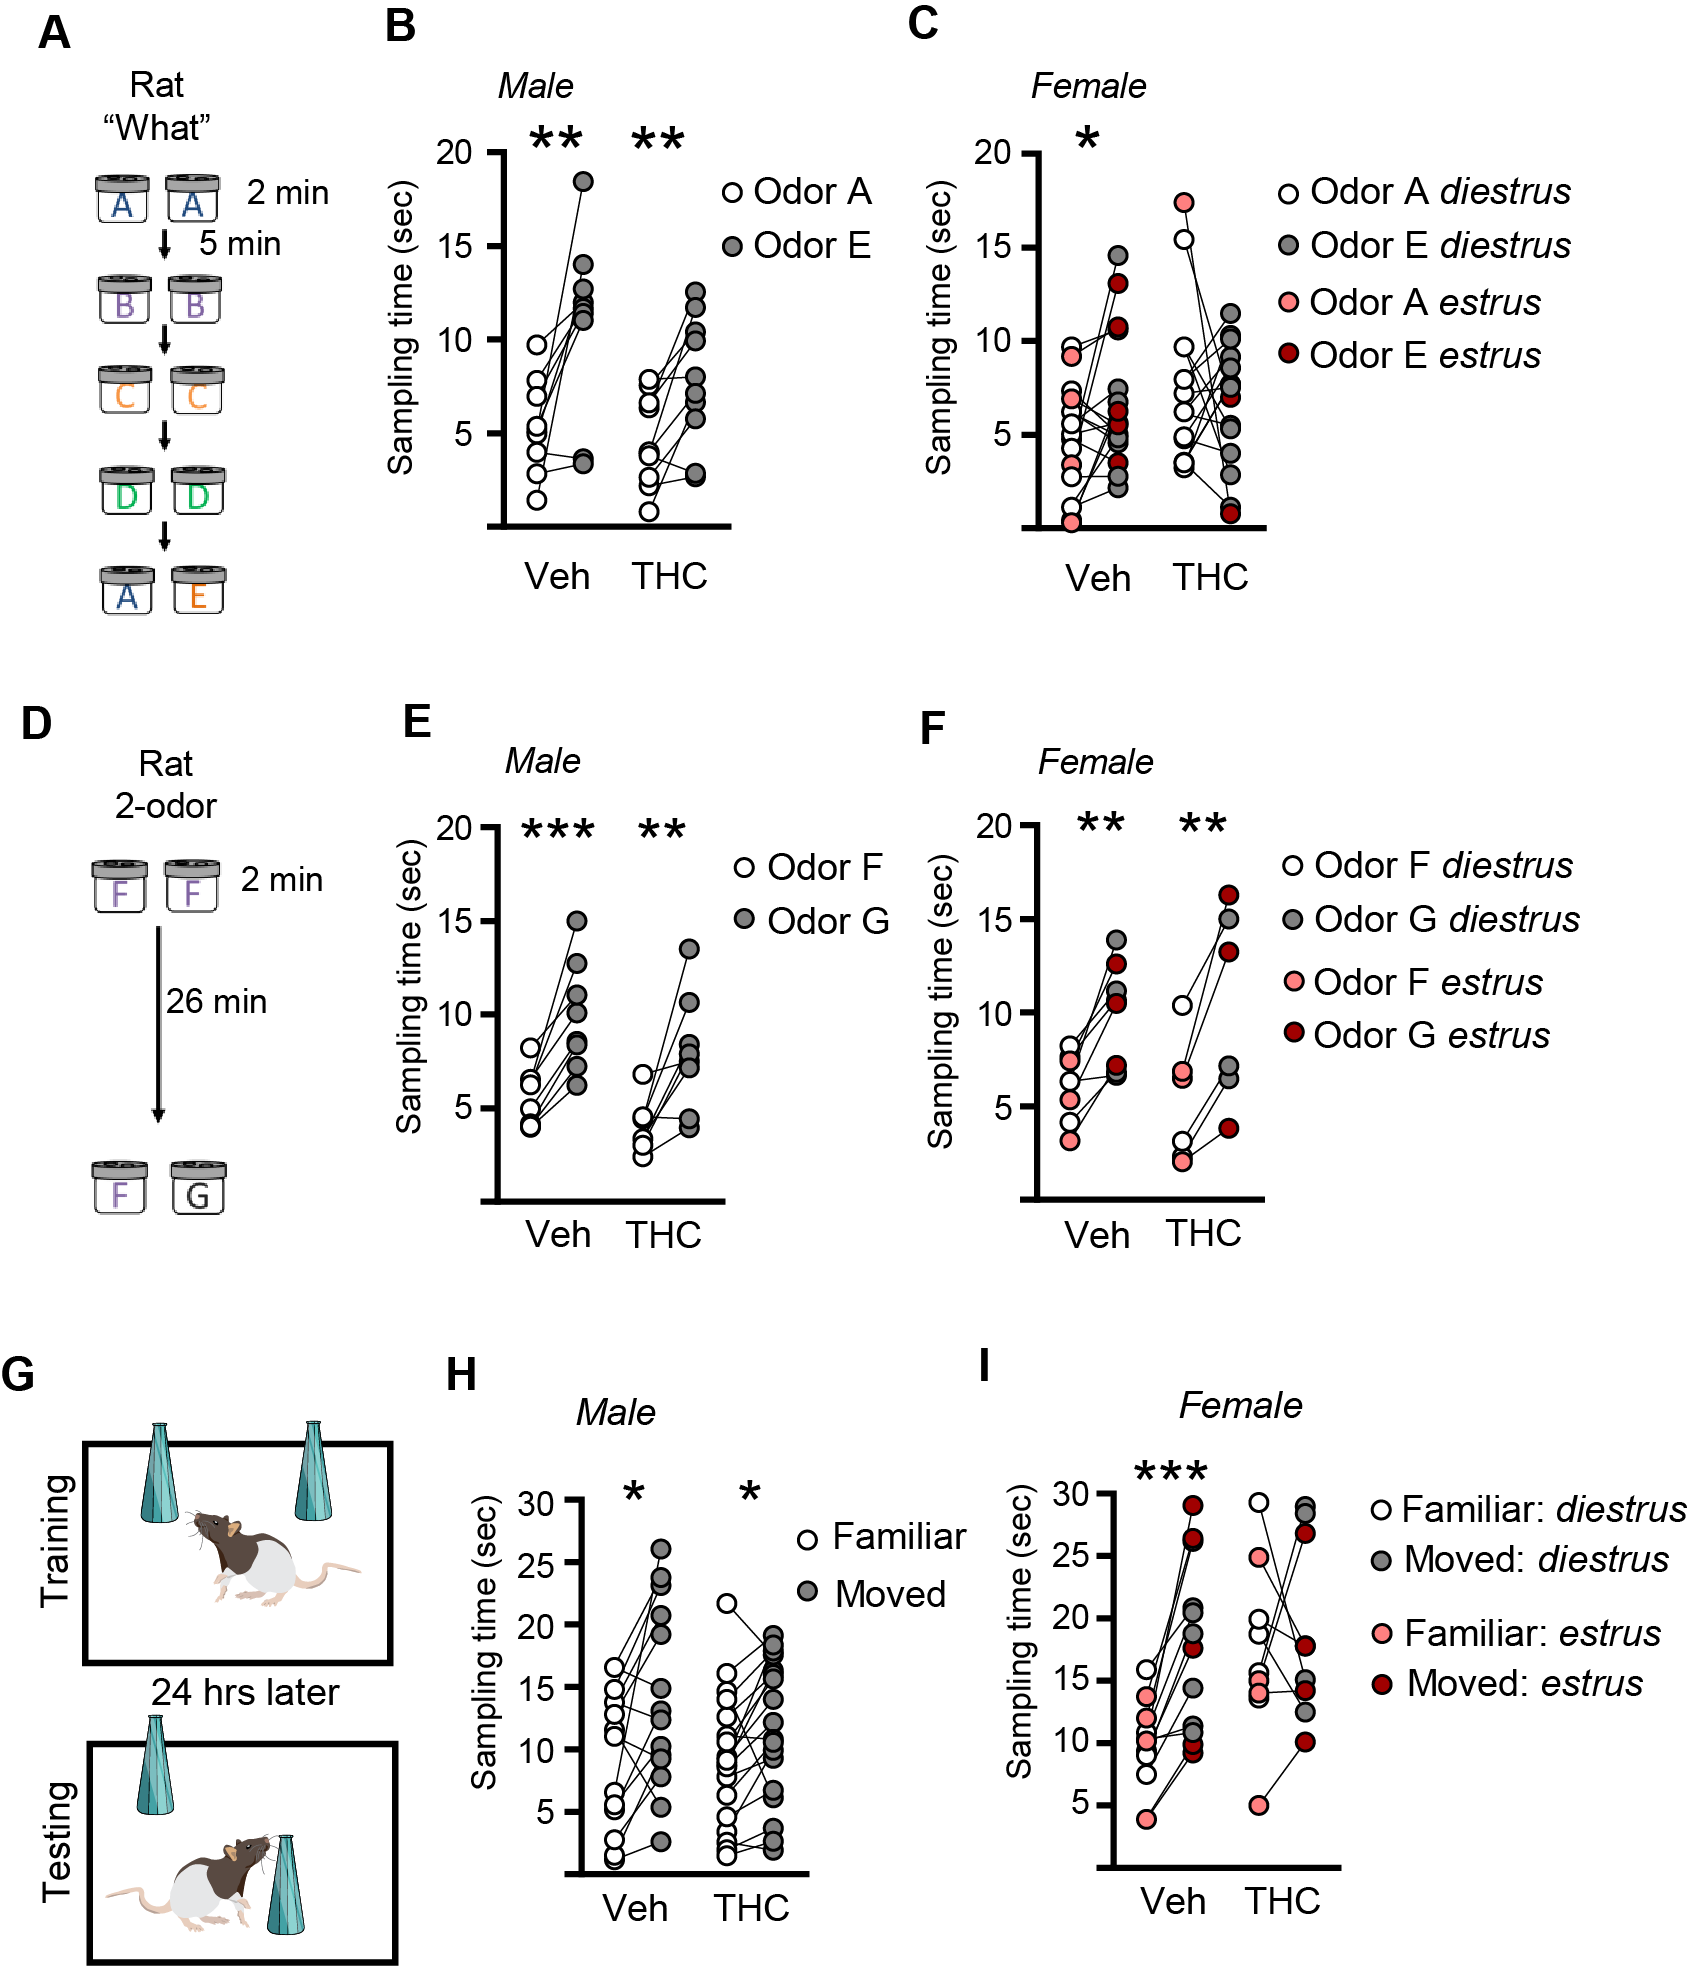 A
Rat
“What”
A A 2 min
5 min
B B
C C
D D
A E
B
Male
** **
Sampling time (sec)
20
15
10
5
Veh THC
Odor A
Odor E
C
Female
*
Sampling time (sec)
20
15
10
5
Veh THC
Odor A diestrus
Odor E diestrus
Odor A estrus
Odor E estrus
D
Rat
2-odor
F F 2 min
26 min
F G
E
Male
*** **
Sampling time (sec)
20
15
10
5
Veh THC
Odor F
Odor G
F
Female
** **
Sampling time (sec)
20
15
10
5
Veh THC
Odor F diestrus
Odor G diestrus
Odor F estrus
Odor G estrus
G
Training
24 hrs later
Testing
H
Male
* *
Sampling time (sec)
30
25
20
15
10
5
Veh THC
Familiar
Moved
I
Female
***
Sampling time (sec)
30
25
20
15
10
5
Veh THC
Familiar: diestrus
Moved: diestrus
Familiar: estrus
Moved: estrus